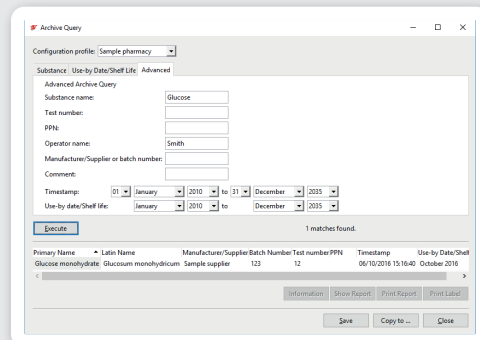 Archive Query
Configuration profile: Sample pharmacy
Substance Use-by Date/Shelf Life Advanced
Advanced Archive Query
Substance name: Glucose
Test number:
PPN:
Operator name: Smith
Manufacturer/Supplier or batch number:
Comment:
Timestamp: 01 January 2010 to 31 December 2035
Use-by date/Shelf life: January 2010 to December 2035
Execute 1 matches found.
Primary Name Latin Name Manufacturer/Supplier Batch Number Test number PPN Timestamp Use-by Date/Shelf
Glucose monohydrate Glucosum monohydricum Sample supplier 123 12 06/10/2016 15:16:40 October 2016
Information Show Report Print Report Print Label
Save Copy to ... Close